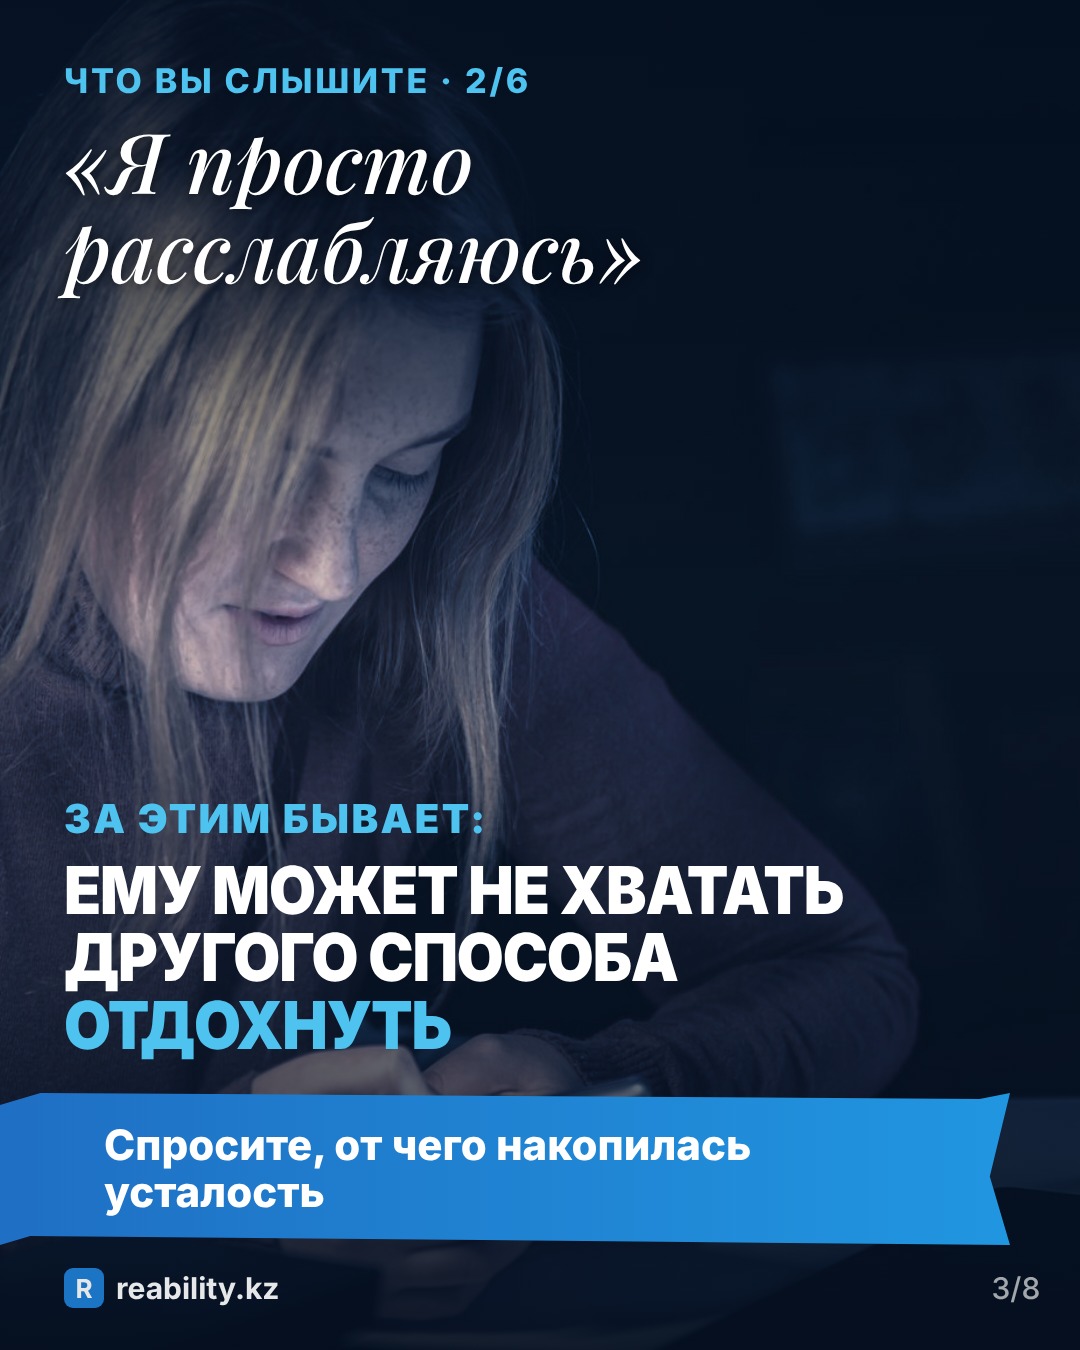 ЧТО ВЫ СЛЫШИТЕ · 2/6
«Я просто
расслабляюсь»
ЗА ЭТИМ БЫВАЕТ:
ЕМУ МОЖЕТ НЕ ХВАТАТЬ
ДРУГОГО СПОСОБА
ОТДОХНУТЬ
Спросите, от чего накопилась
усталость
R reability.kz
3/8